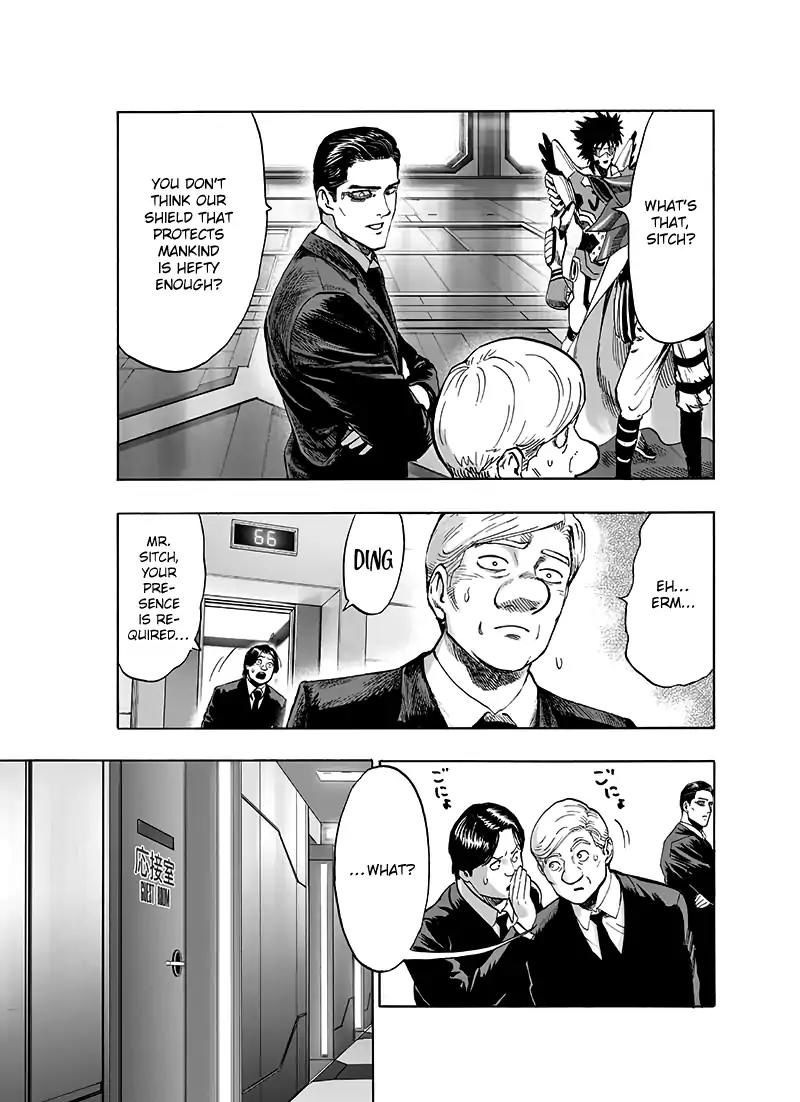 WHAT'S
THAT,
SITCH?
YOU DON'T
THINK OUR
SHIELD THAT
PROTECTS
MANKIND
IS HEFTY
ENOUGH?
EH...
ERM...
DING
66
MR.
SITCH,
YOUR
PRE-
SENCE
IS RE-
QUIRED...
ごにょ
ごにょ
...WHAT?
応接室
GUEST ROOM